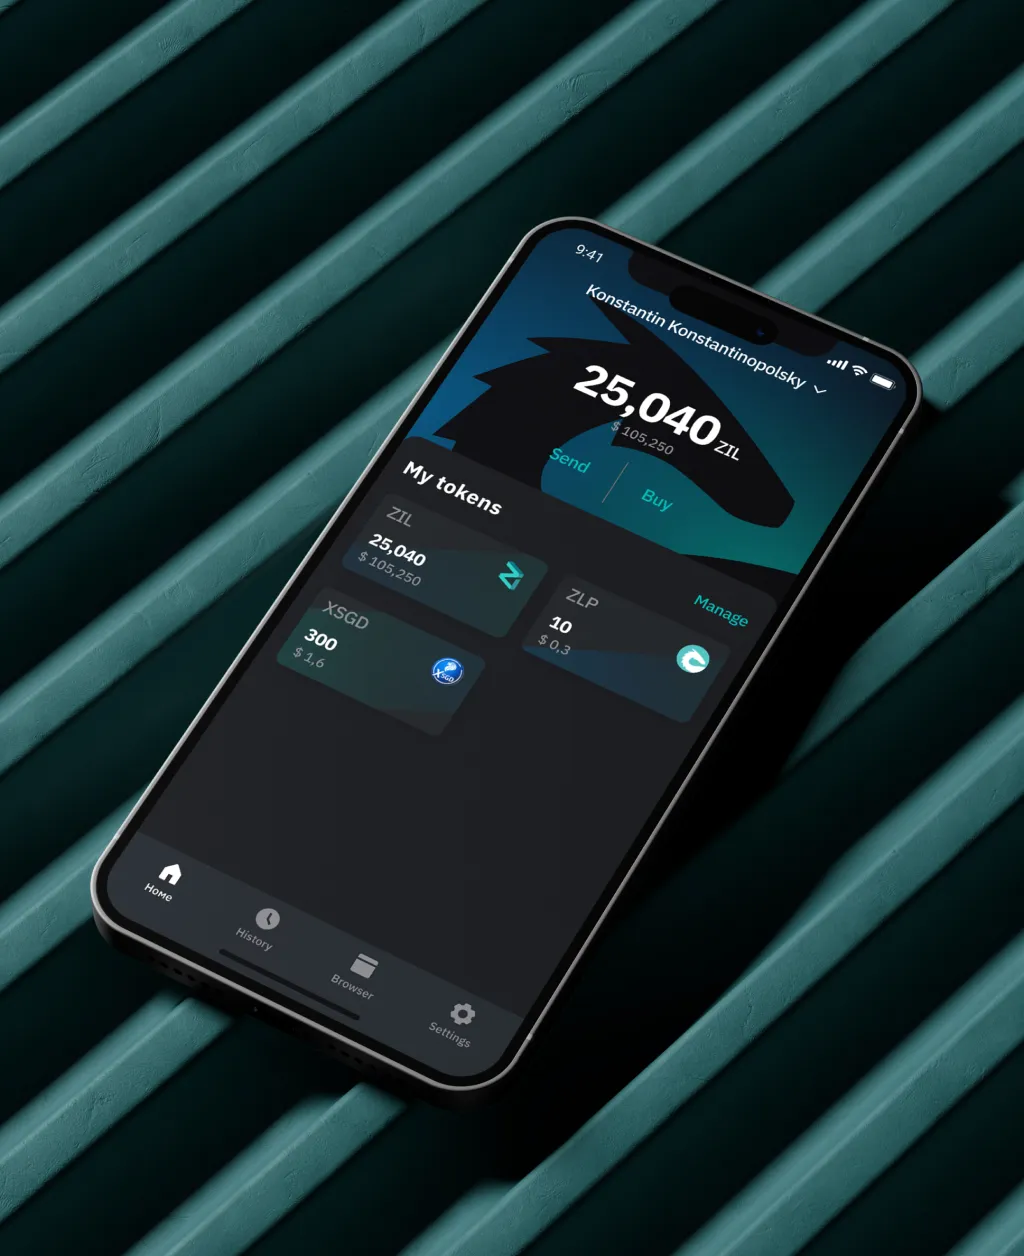 9:41
Konstantin Konstantinopolsky
25,040 ZIL
$ 105,250
Send
Buy
My tokens
Manage
ZIL
25,040
$ 105,250
ZLP
10
$ 0,3
XSGD
300
$ 1,6
XSGD
Home
History
Browser
Settings